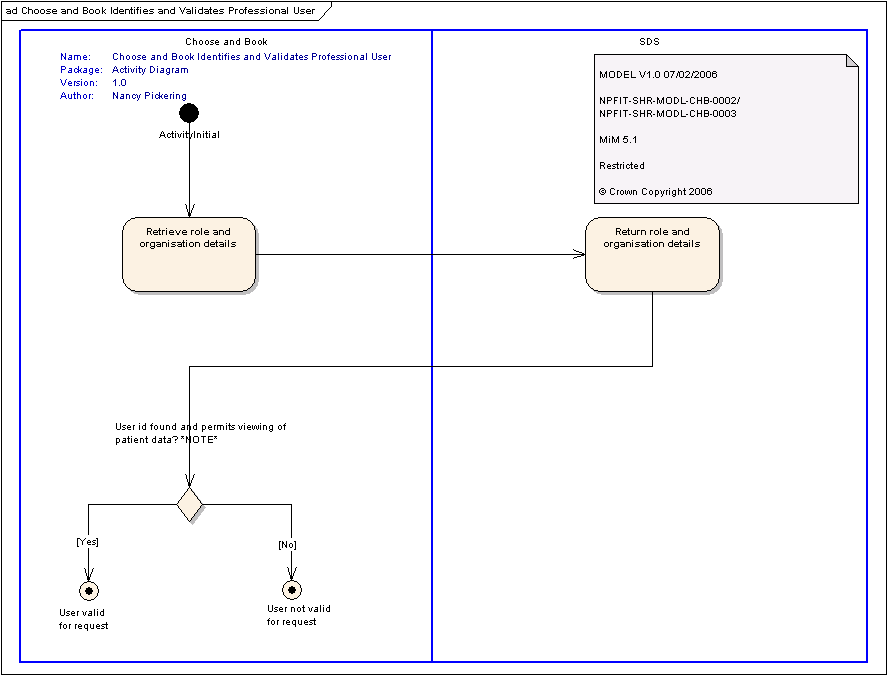 ad Choose and Book Identifies and Validates Professional User
Choose and Book
SDS
Name: Choose and Book Identifies and Validates Professional User
Package: Activity Diagram
Version: 1.0
Author: Nancy Pickering
MODEL V1.0 07/02/2006
NPFIT-SHR-MODL-CHB-0002/
NPFIT-SHR-MODL-CHB-0003
MiM 5.1
Restricted
© Crown Copyright 2006
ActivityInitial
Retrieve role and
organisation details
Return role and
organisation details
User id found and permits viewing of
patient data? *NOTE*
[Yes]
[No]
User valid
for request
User not valid
for request